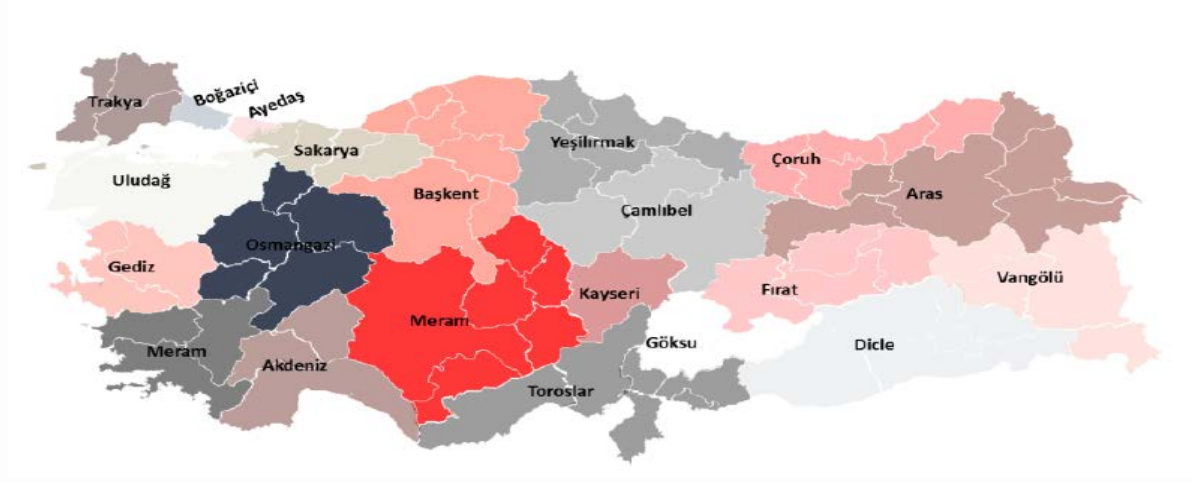 Trakya
Boğaziçi
Ayedaş
Sakarya
Uludağ
Başkent
Yeşilırmak
Çoruh
Aras
Çamlıbel
Osmangazi
Gediz
Kayseri
Fırat
Vangölü
Meram
Meram
Göksu
Dicle
Akdeniz
Toroslar